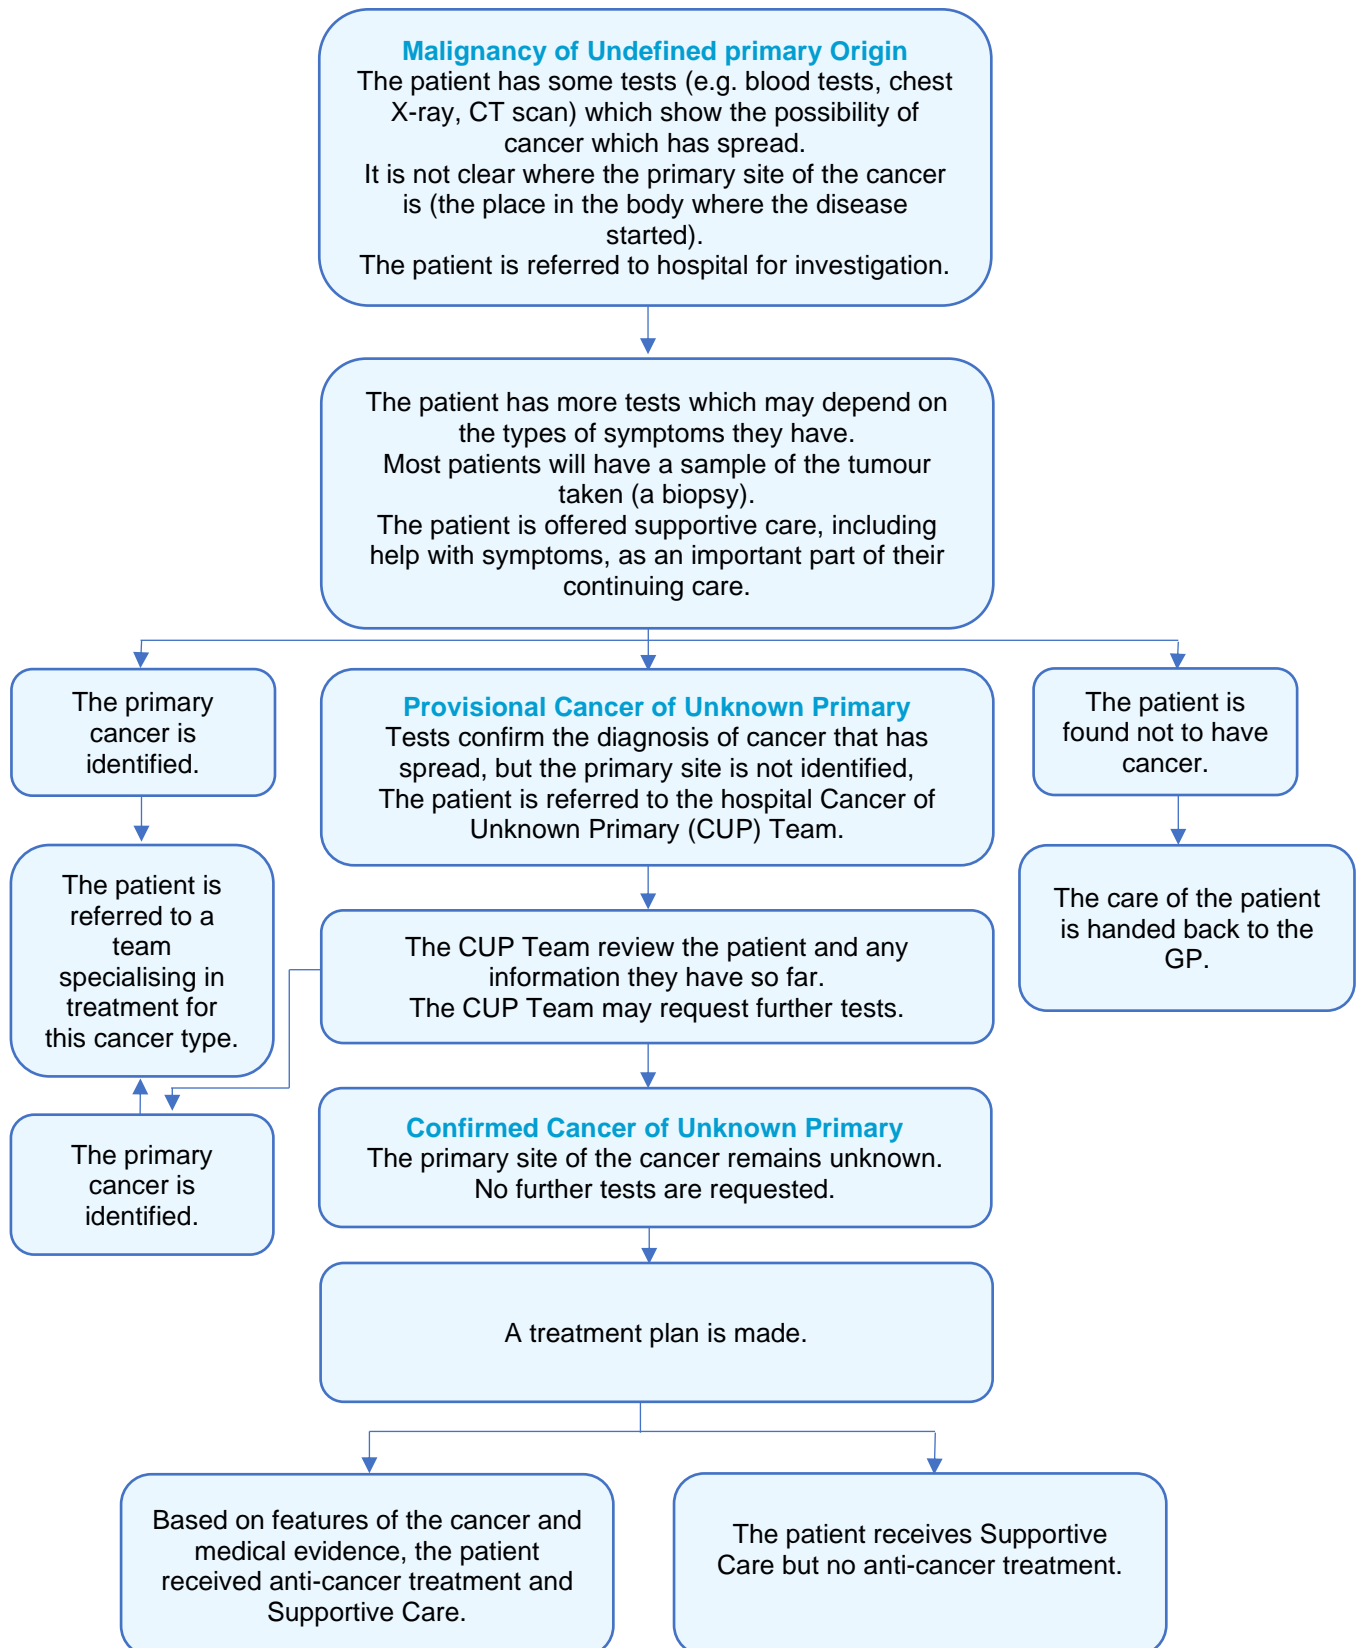 Malignancy of Undefined primary Origin
The patient has some tests (e.g. blood tests, chest
X-ray, CT scan) which show the possibility of
cancer which has spread.
It is not clear where the primary site of the cancer
is (the place in the body where the disease
started).
The patient is referred to hospital for investigation.
The patient has more tests which may depend on
the types of symptoms they have.
Most patients will have a sample of the tumour
taken (a biopsy).
The patient is offered supportive care, including
help with symptoms, as an important part of their
continuing care.
The primary
cancer is
identified.
Provisional Cancer of Unknown Primary
Tests confirm the diagnosis of cancer that has
spread, but the primary site is not identified,
The patient is referred to the hospital Cancer of
Unknown Primary (CUP) Team.
The patient is
found not to have
cancer.
The patient is
referred to a
team
specialising in
treatment for
this cancer type.
The CUP Team review the patient and any
information they have so far.
The CUP Team may request further tests.
The care of the patient
is handed back to the
GP.
The primary
cancer is
identified.
Confirmed Cancer of Unknown Primary
The primary site of the cancer remains unknown.
No further tests are requested.
A treatment plan is made.
Based on features of the cancer and
medical evidence, the patient
received anti-cancer treatment and
Supportive Care.
The patient receives Supportive
Care but no anti-cancer treatment.